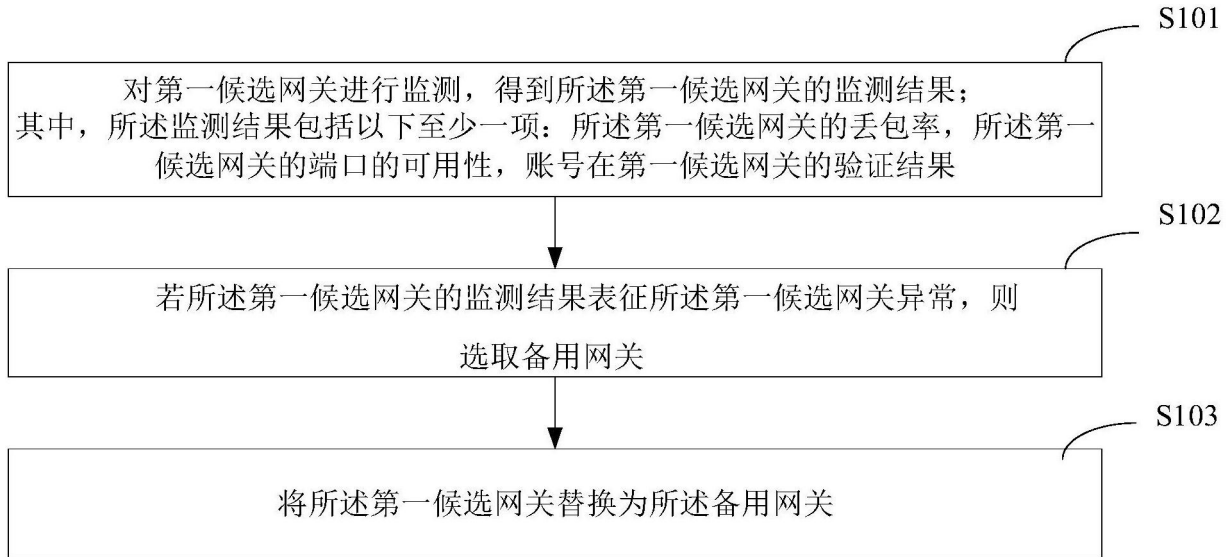 S101
对第一候选网关进行监测，得到所述第一候选网关的监测结果；
其中，所述监测结果包括以下至少一项：所述第一候选网关的丢包率，所述第一
候选网关的端口的可用性，账号在第一候选网关的验证结果
S102
若所述第一候选网关的监测结果表征所述第一候选网关异常，则
选取备用网关
S103
将所述第一候选网关替换为所述备用网关